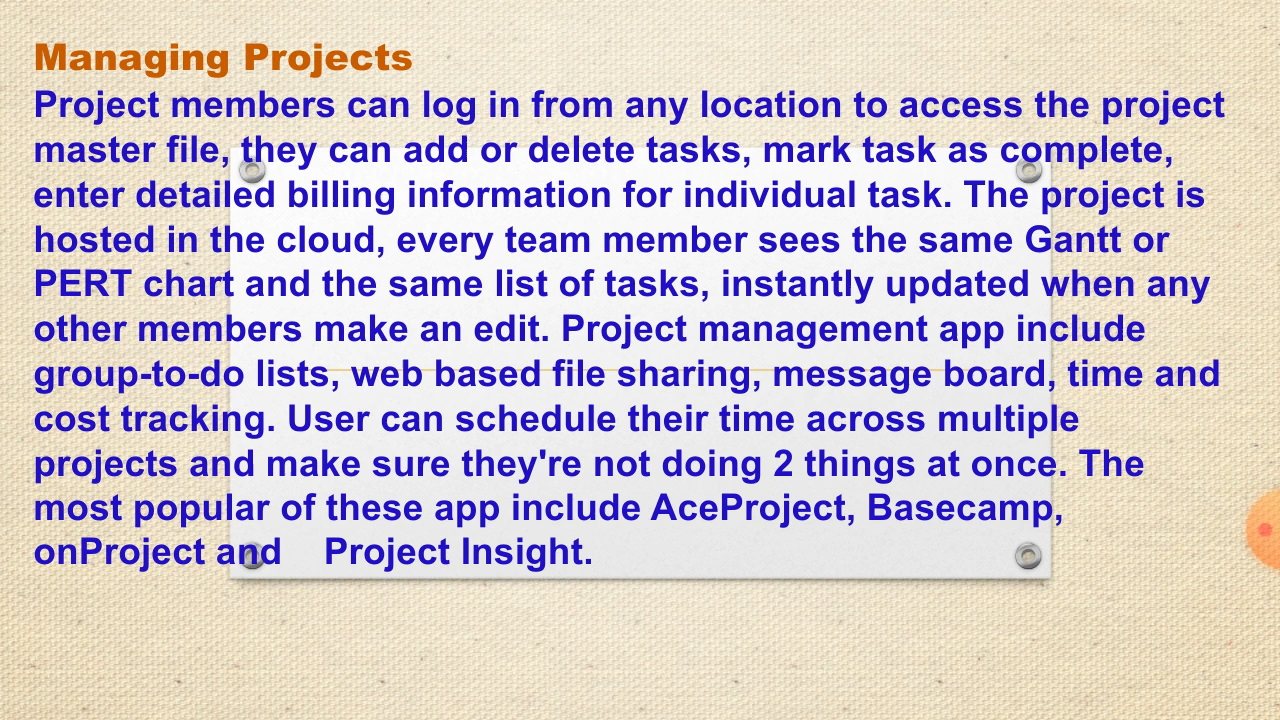 Managing Projects
Project members can log in from any location to access the project
master file, they can add or delete tasks, mark task as complete,
enter detailed billing information for individual task. The project is
hosted in the cloud, every team member sees the same Gantt or
PERT chart and the same list of tasks, instantly updated when any
other members make an edit. Project management app include
group-to-do lists, web based file sharing, message board, time and
cost tracking. User can schedule their time across multiple
projects and make sure they're not doing 2 things at once. The
most popular of these app include AceProject, Basecamp,
onProject and    Project Insight.